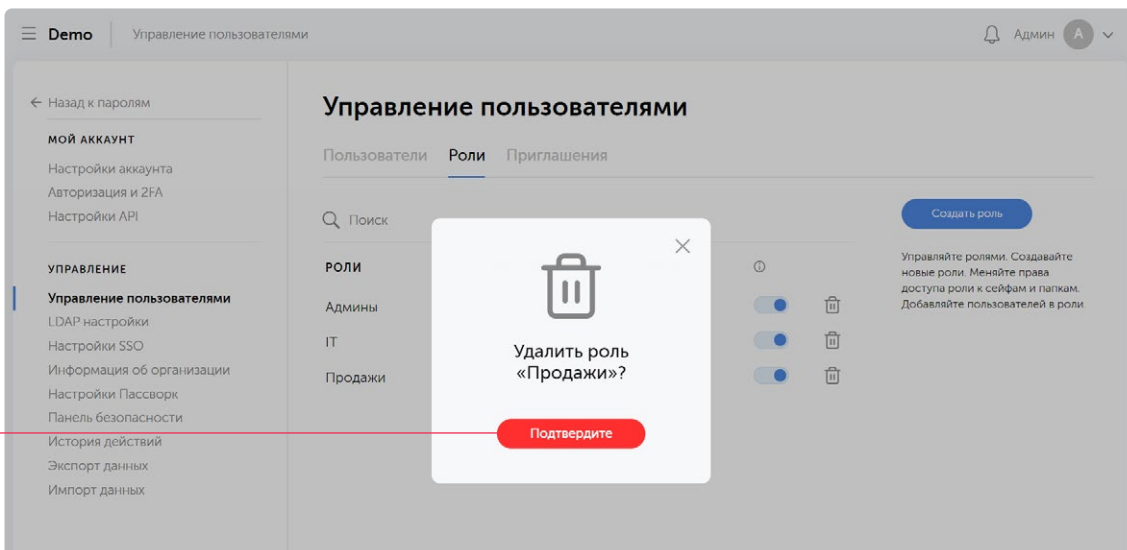 Demo
Управление пользователями
Админ
А
Назад к паролям
МОЙ АККАУНТ
Настройки аккаунта
Авторизация и 2FA
Настройки API
УПРАВЛЕНИЕ
Управление пользователями
LDAP настройки
Настройки SSO
Информация об организации
Настройки Пассворк
Панель безопасности
История действий
Экспорт данных
Импорт данных
Управление пользователями
Пользователи Роли Приглашения
Поиск
РОЛИ
Админы
IT
Продажи
Удалить роль
«Продажи»?
Подтвердите
Создать роль
Управляйте ролями. Создавайте
новые роли. Меняйте права
доступа роли к сейфам и папкам.
Добавляйте пользователей в роли.